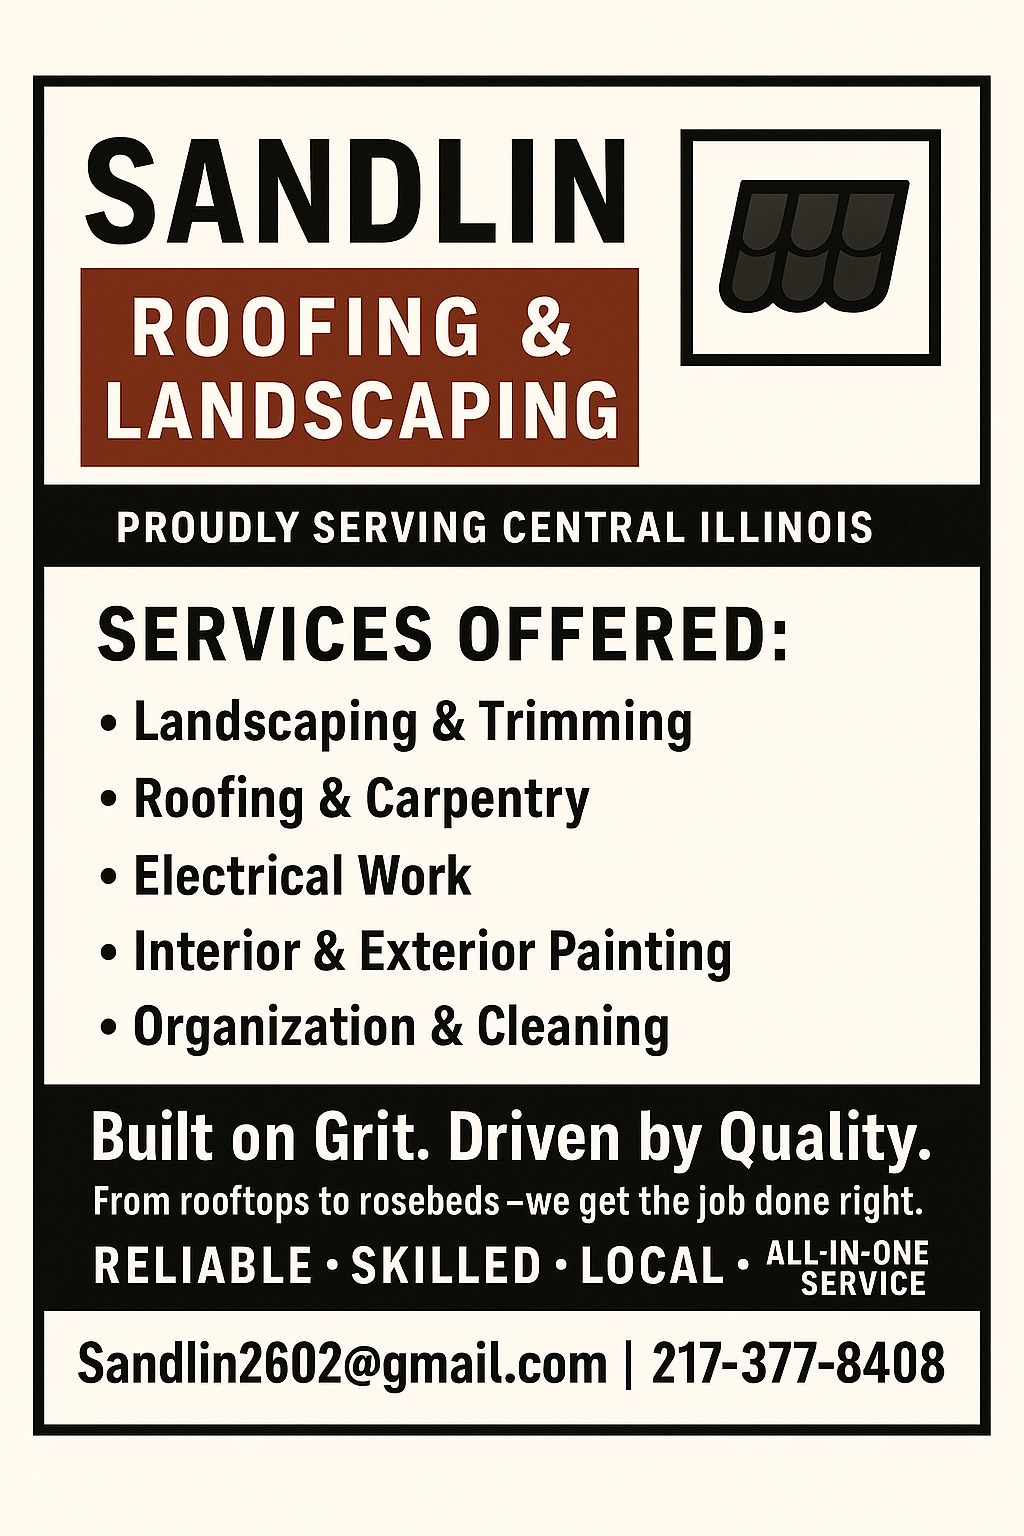 SANDLIN
ROOFING &
LANDSCAPING
PROUDLY SERVING CENTRAL ILLINOIS
SERVICES OFFERED:
• Landscaping & Trimming
• Roofing & Carpentry
• Electrical Work
• Interior & Exterior Painting
• Organization & Cleaning
Built on Grit. Driven by Quality.
From rooftops to rosebeds–we get the job done right.
RELIABLE • SKILLED • LOCAL • ALL-IN-ONE
SERVICE
Sandlin2602@gmail.com | 217-377-8408